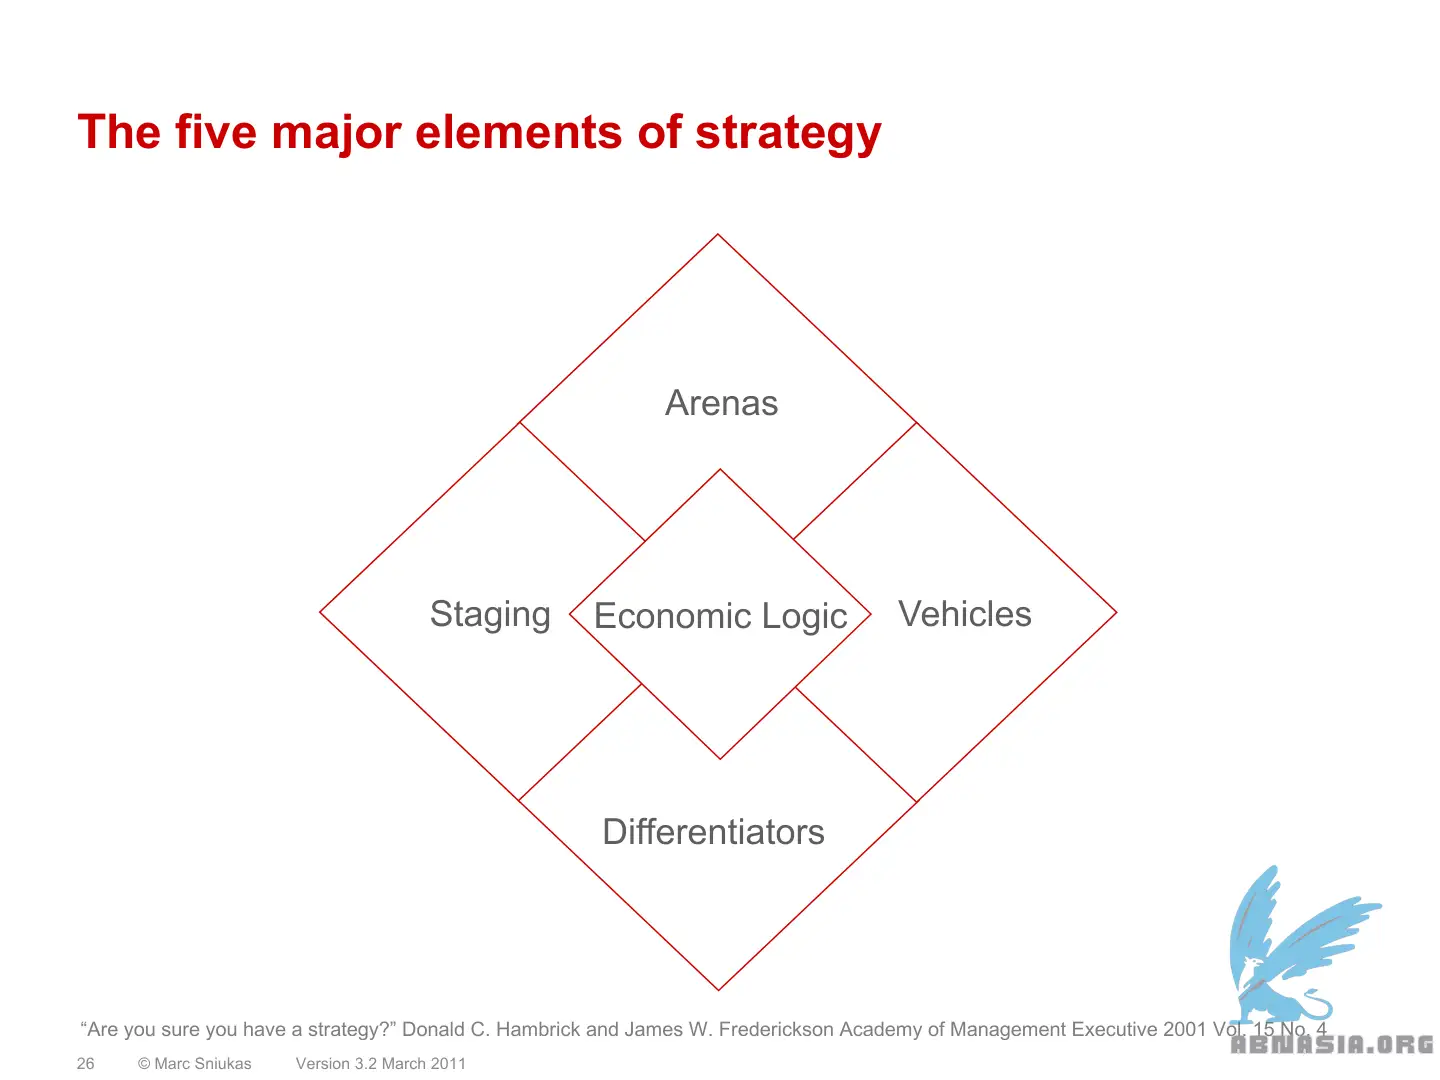 The five major elements of strategy
Arenas
Staging
Economic Logic
Vehicles
Differentiators
“Are you sure you have a strategy?” Donald C. Hambrick and James W. Frederickson Academy of Management Executive 2001 Vol. 15 No. 4
ABNASIA.ORG
26 © Marc Sniukas Version 3.2 March 2011